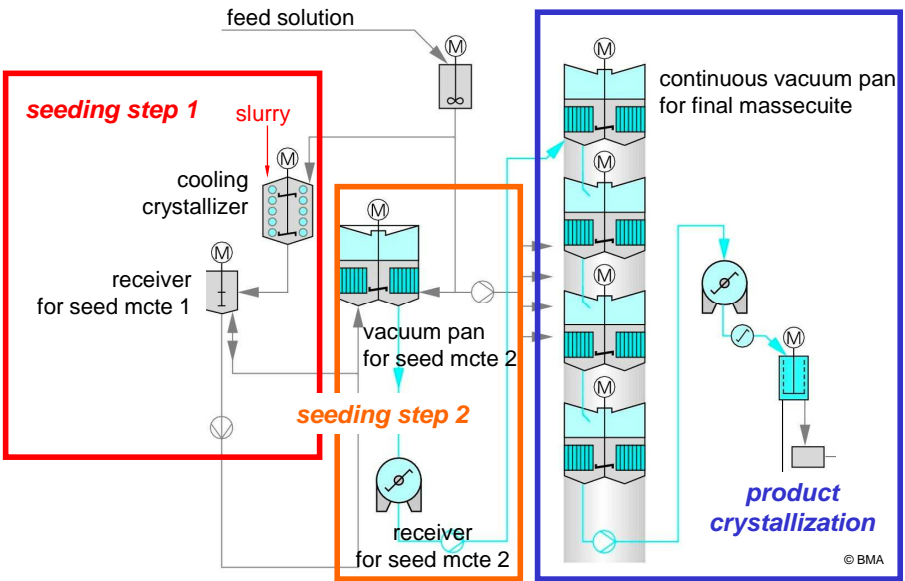 feed solution
M
seeding step 1
slurry
M
cooling
crystallizer
M
receiver
for seed mcte 1
M
vacuum pan
for seed mcte 2
seeding step 2
receiver
for seed mcte 2
M
continuous vacuum pan
for final massecuite
M
M
M
M
product
crystallization
© BMA